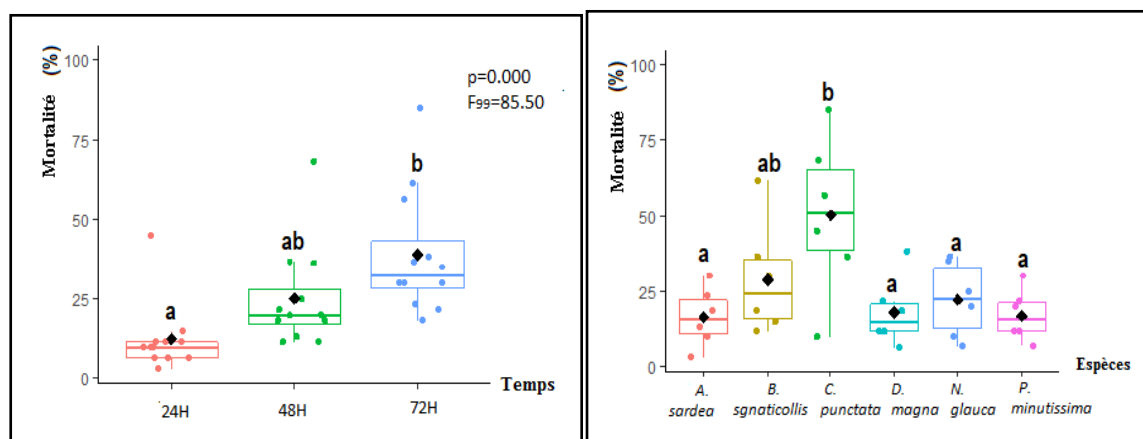 Mortalité (%)
100
75
50
25
0
p=0.000
F99=85.50
a
ab
b
24H
48H
72H
Temps
Mortalité (%)
100
75
50
25
0
a
ab
b
a
a
a
Espèces
A. sardea
B. sgnaticollis
C. punctata
D. magna
N. glauca
P. minutissima